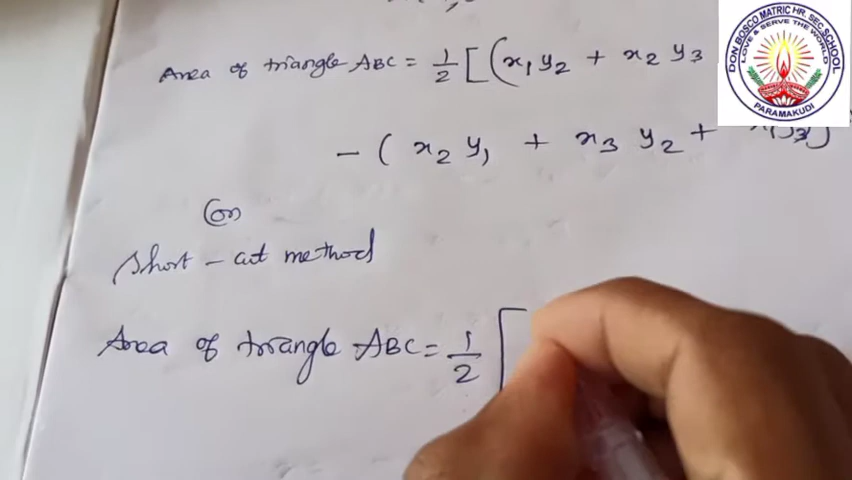 Area of triangle ABC = 1/2 [(x₁y₂ + x₂y₃
- (x₂y₁ + x₃y₂ + x₁y₃)
(or)
Short-cut method
Area of triangle ABC = 1/2 [
DON BOSCO MATRIC HR. SEC SCHOOL
LOVE & SERVE THE WORLD
PARAMAKUDI